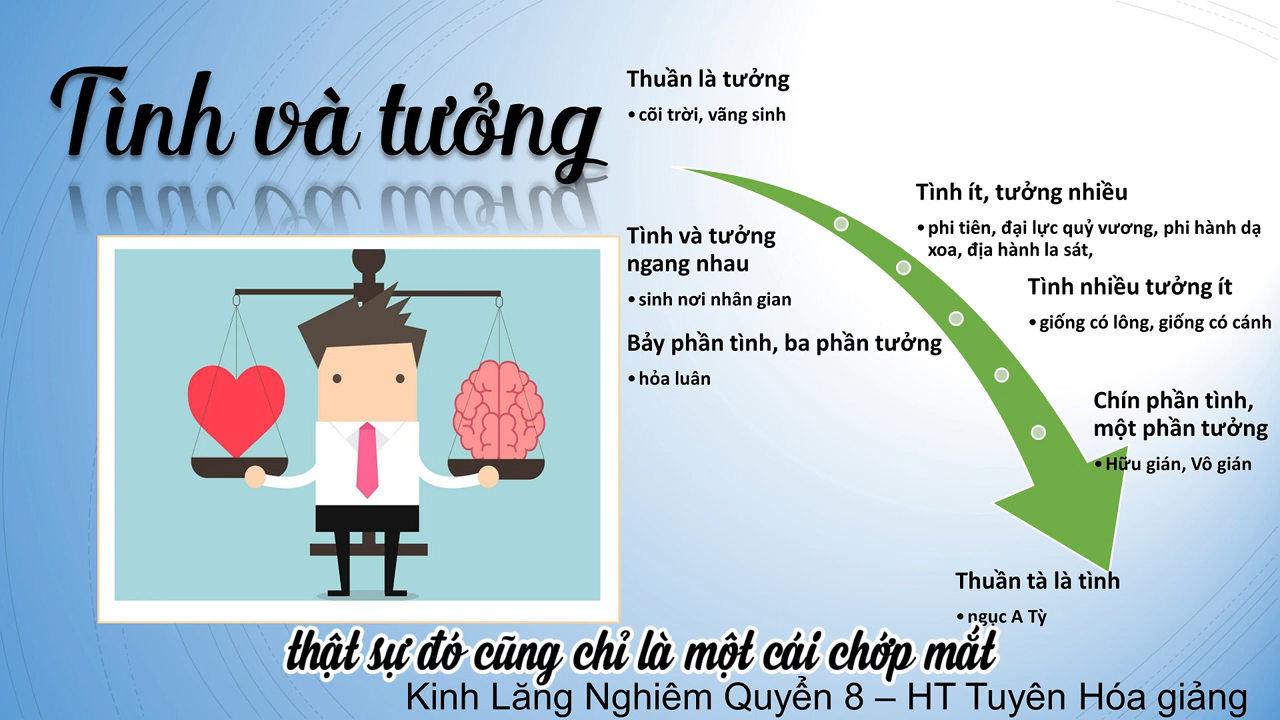 Tình và tưởng
Thuần là tưởng
• cõi trời, vãng sinh
Tình ít, tưởng nhiều
• phi tiên, đại lực quỷ vương, phi hành dạ
xoa, địa hành la sát,
Tình và tưởng
ngang nhau
• sinh nơi nhân gian
Tình nhiều tưởng ít
• giống có lông, giống có cánh
Bảy phần tình, ba phần tưởng
• hỏa luân
Chín phần tình,
một phần tưởng
• Hữu gián, Vô gián
Thuần tà là tình
• ngục A Tỳ
thật sự đó cũng chỉ là một cái chớp mắt
Kinh Lăng Nghiêm Quyển 8 – HT Tuyên Hóa giảng